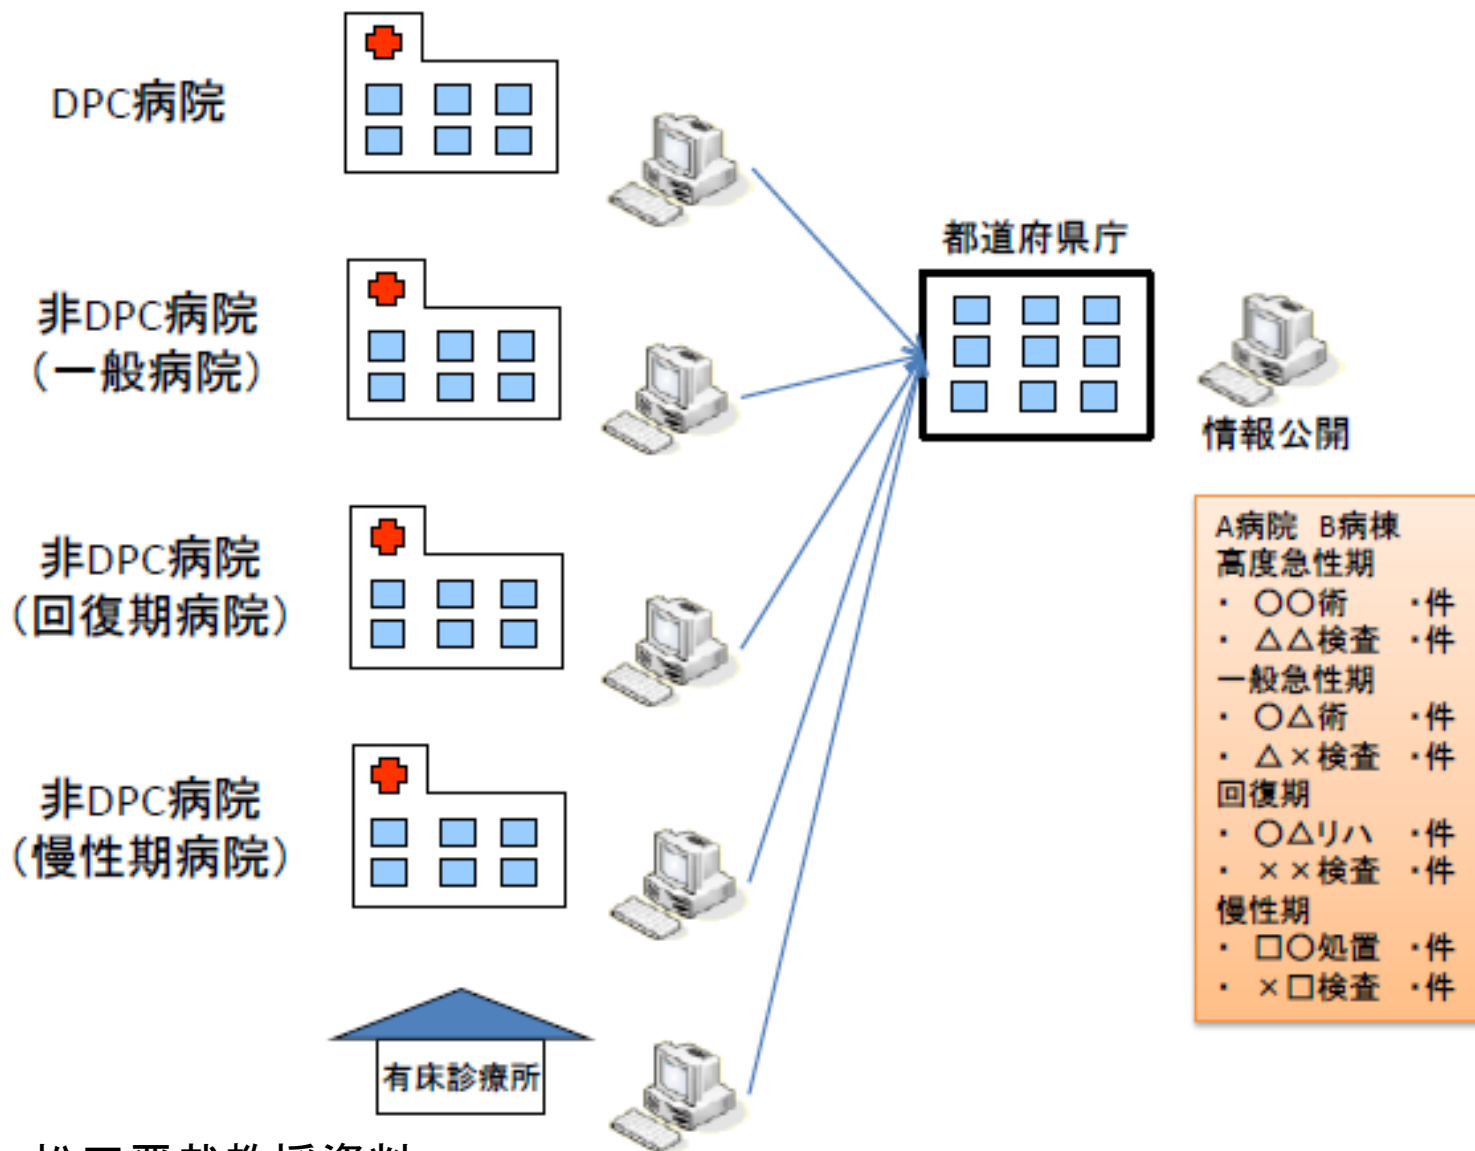 DPC病院
非DPC病院
（一般病院）
非DPC病院
（回復期病院）
非DPC病院
（慢性期病院）
有床診療所
都道府県庁
情報公開
A病院 B病棟
高度急性期
・ 〇〇術 ・件
・ △△検査 ・件
一般急性期
・ 〇△術 ・件
・ △×検査 ・件
回復期
・ 〇△リハ ・件
・ ××検査 ・件
慢性期
・ □〇処置 ・件
・ ×□検査 ・件